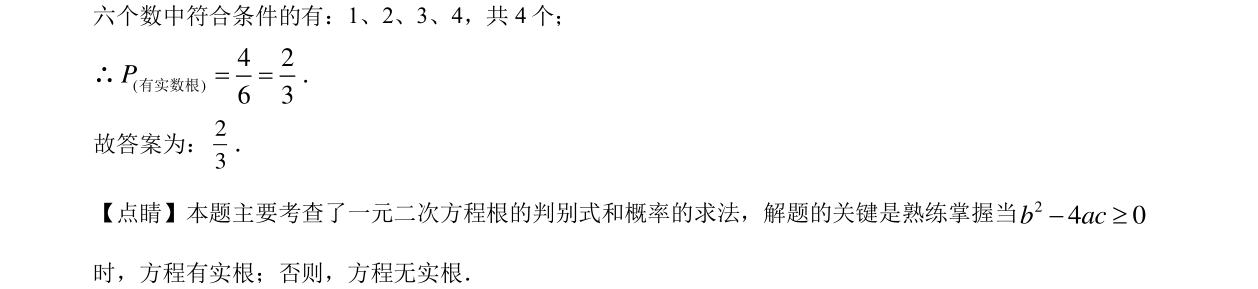 六个数中符合条件的有：1、2、3、4，共 4 个；
∴ P(有实数根) = 4/6 = 2/3 .
故答案为： 2/3 .
【点睛】本题主要考查了一元二次方程根的判别式和概率的求法，解题的关键是熟练掌握当 b² − 4ac ≥ 0
时，方程有实根；否则，方程无实根．